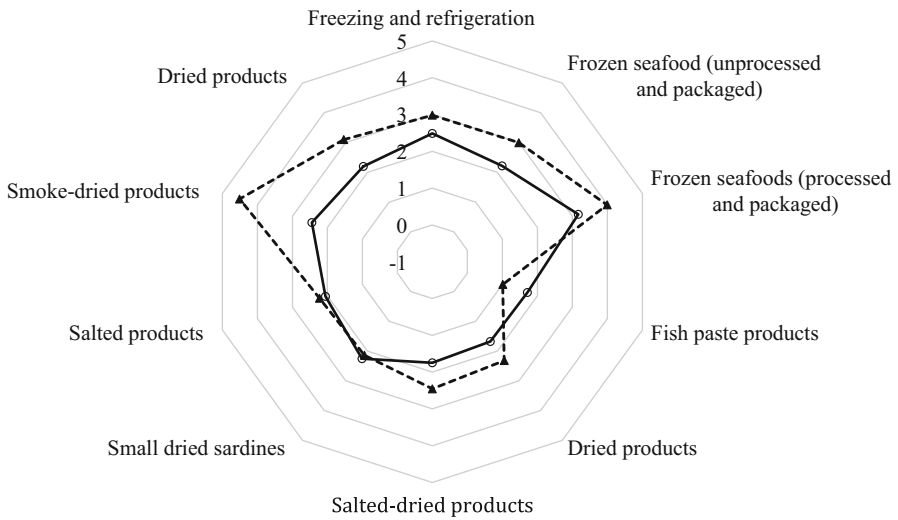 Freezing and refrigeration
5
4
3
2
1
0
-1
Frozen seafood (unprocessed
and packaged)
Frozen seafoods (processed
and packaged)
Fish paste products
Dried products
Salted-dried products
Small dried sardines
Salted products
Smoke-dried products
Dried products